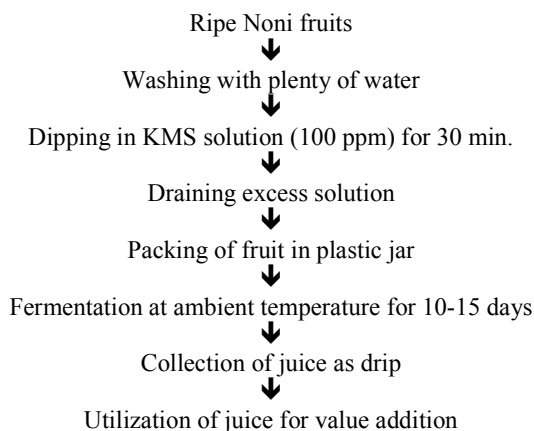 Ripe Noni fruits
Washing with plenty of water
Dipping in KMS solution (100 ppm) for 30 min.
Draining excess solution
Packing of fruit in plastic jar
Fermentation at ambient temperature for 10-15 days
Collection of juice as drip
Utilization of juice for value addition